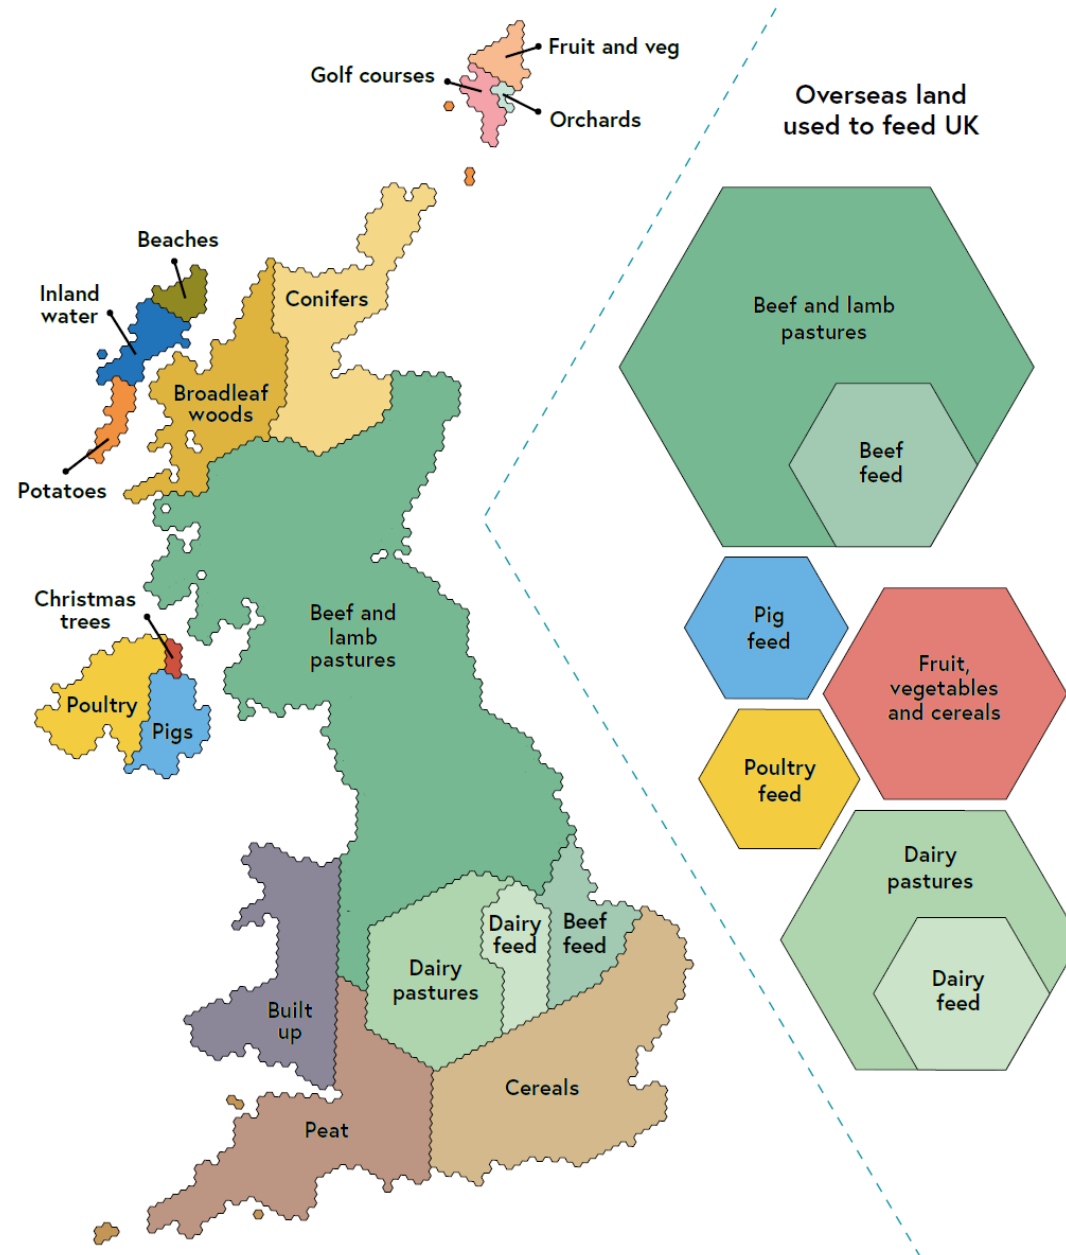 Fruit and veg
Golf courses
Orchards
Overseas land
used to feed UK
Beaches
Inland
water
Conifers
Broadleaf
woods
Potatoes
Christmas
trees
Poultry
Pigs
Beef and
lamb
pastures
Built
up
Dairy
pastures
Dairy
feed
Beef
feed
Peat
Cereals
Beef and lamb
pastures
Beef
feed
Pig
feed
Fruit,
vegetables
and cereals
Poultry
feed
Dairy
pastures
Dairy
feed